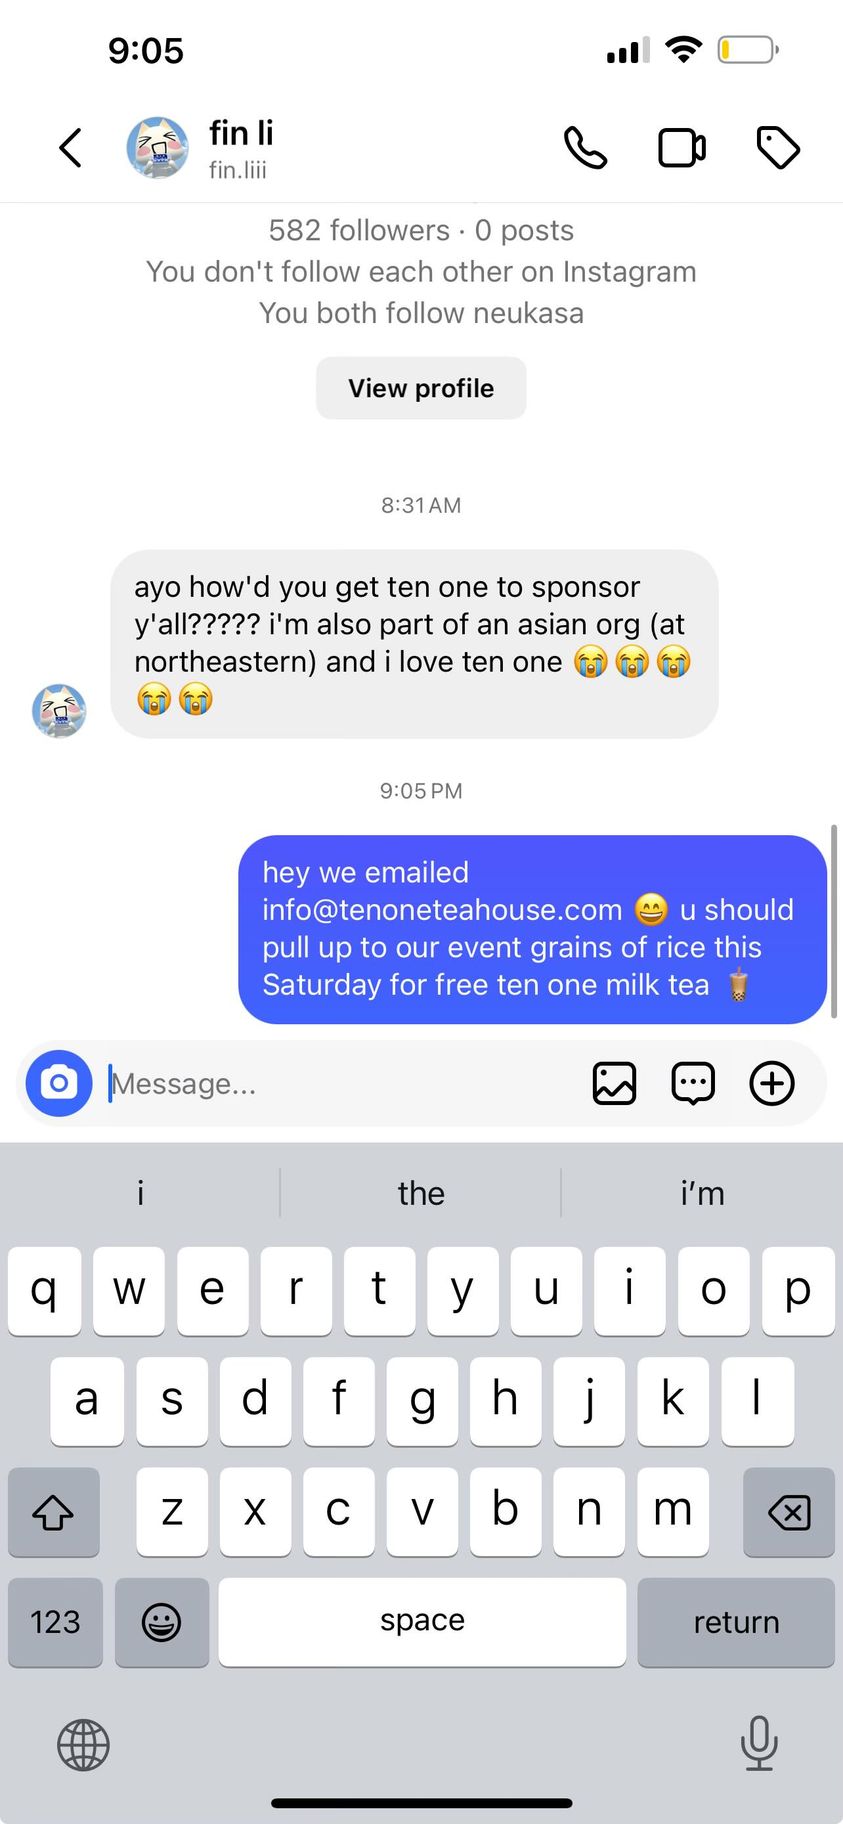 9:05
fin li
fin.liii
582 followers · 0 posts
You don't follow each other on Instagram
You both follow neukasa
View profile
8:31 AM
ayo how'd you get ten one to sponsor
y'all????? i'm also part of an asian org (at
northeastern) and i love ten one 😭😭😭
😭😭
9:05 PM
hey we emailed
info@tenoneteahouse.com 😄 u should
pull up to our event grains of rice this
Saturday for free ten one milk tea 🧋
Message...
i the i'm
q w e r t y u i o p
a s d f g h j k l
z x c v b n m
123 space return